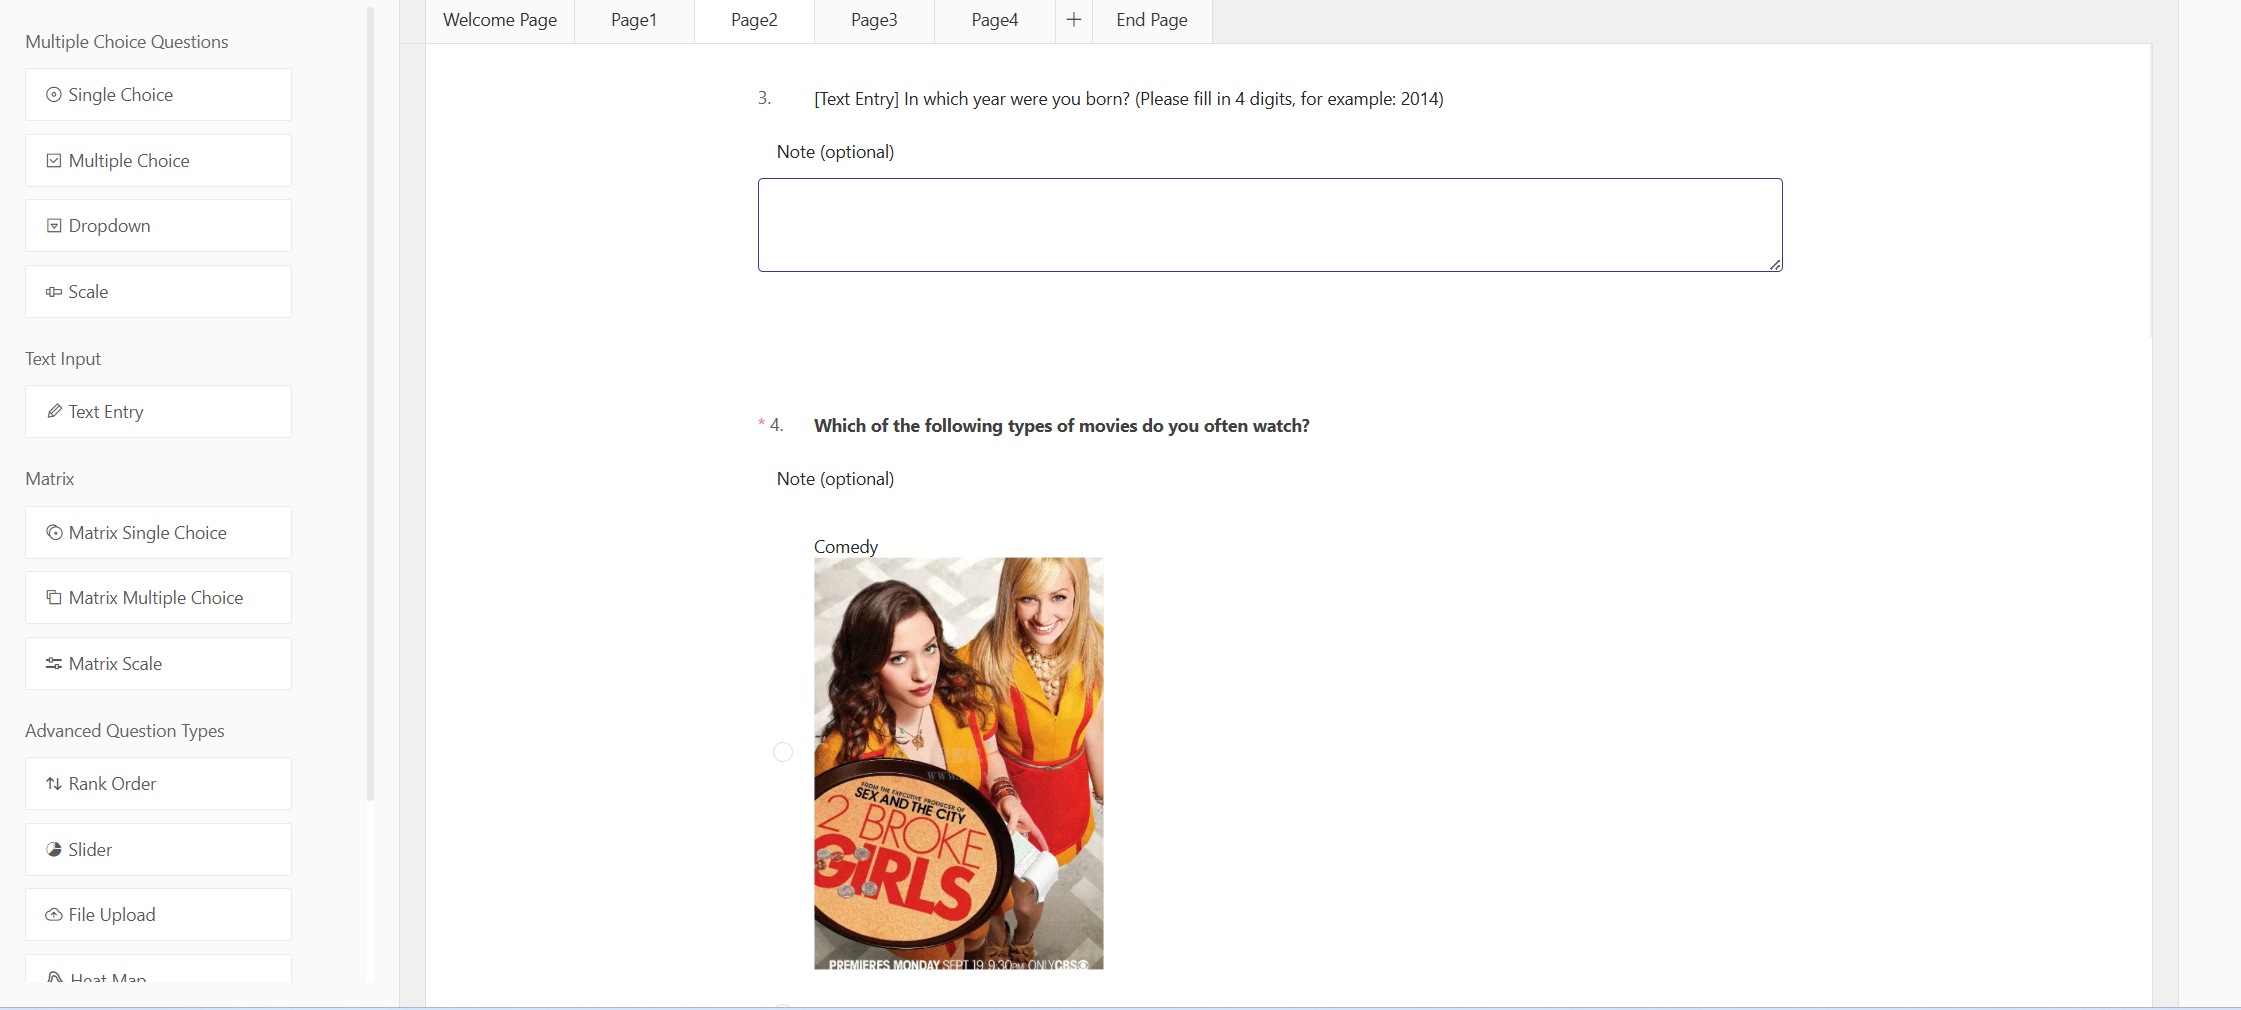 Welcome Page
Page1
Page2
Page3
Page4
End Page
Multiple Choice Questions
Single Choice
Multiple Choice
Dropdown
Scale
Text Input
Text Entry
Matrix
Matrix Single Choice
Matrix Multiple Choice
Matrix Scale
Advanced Question Types
Rank Order
Slider
File Upload
Heat Map
3. [Text Entry] In which year were you born? (Please fill in 4 digits, for example: 2014)
Note (optional)
* 4. Which of the following types of movies do you often watch?
Note (optional)
Comedy
FROM THE EXECUTIVE PRODUCER OF
SEX AND THE CITY
2 BROKE
GIRLS
PREMIERES MONDAY SEPT 19 9:30PM ONLY CBS